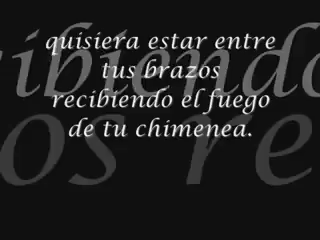 quisiera estar entre
tus brazos
recibiendo el fuego
de tu chimenea.